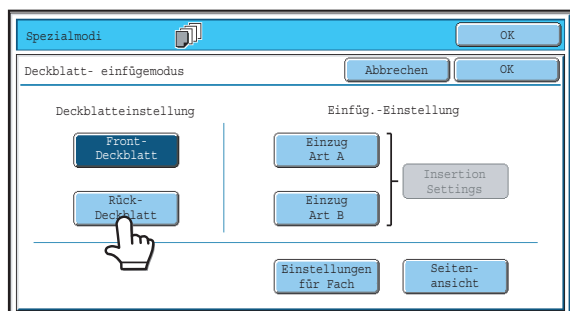 Spezialmodi
OK
Deckblatt- einfügemodus
Abbrechen
OK
Deckblatteinstellung
Einfüg.-Einstellung
Front-
Deckblatt
Einzug
Art A
Insertion
Settings
Rück-
Deckblatt
Einzug
Art B
Einstellungen
für Fach
Seiten-
ansicht